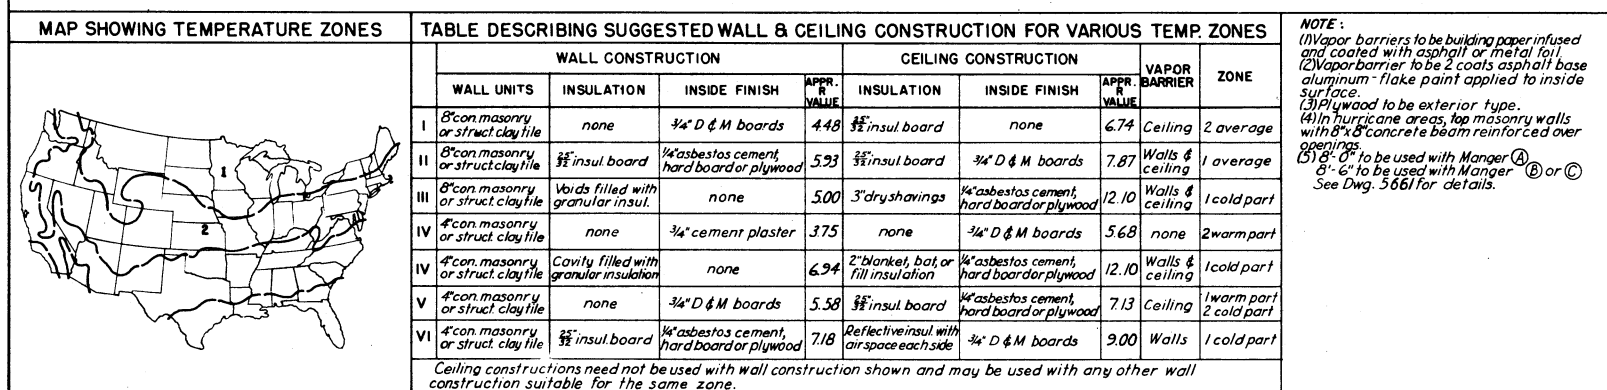 MAP SHOWING TEMPERATURE ZONES
1
2
TABLE DESCRIBING SUGGESTED WALL & CEILING CONSTRUCTION FOR VARIOUS TEMP. ZONES
WALL CONSTRUCTION CEILING CONSTRUCTION VAPOR BARRIER ZONE
WALL UNITS INSULATION INSIDE FINISH APPR. R VALUE INSULATION INSIDE FINISH APPR. R VALUE
I 8"con. masonry or struct. clay tile none 3/4" D & M boards 4.48 25/32" insul. board none 6.74 Ceiling 2 average
II 8"con. masonry or struct. clay tile 25/32" insul. board 1/4" asbestos cement, hard board or plywood 5.93 25/32" insul. board 3/4" D & M boards 7.87 Walls & ceiling 1 average
III 8"con. masonry or struct. clay tile Voids filled with granular insul. none 5.00 3" dry shavings 1/4" asbestos cement, hard board or plywood 12.10 Walls & ceiling 1 cold part
IV 4"con. masonry or struct. clay tile none 3/4" cement plaster 3.75 none 3/4" D & M boards 5.68 none 2 warm part
IV 4"con. masonry or struct. clay tile Cavity filled with granular insulation none 6.94 2" blanket, bat, or fill insulation 1/4" asbestos cement, hard board or plywood 12.10 Walls & ceiling 1 cold part
V 4"con. masonry or struct. clay tile none 3/4" D & M boards 5.58 25/32" insul. board 1/4" asbestos cement, hard board or plywood 7.13 Ceiling 1 warm part 2 cold part
VI 4"con. masonry or struct. clay tile 25/32" insul. board 1/4" asbestos cement, hard board or plywood 7.18 Reflective insul. with air space each side 3/4" D & M boards 9.00 Walls 1 cold part
Ceiling constructions need not be used with wall construction shown and may be used with any other wall
construction suitable for the same zone.
NOTE:
(1) Vapor barriers to be building paper infused
and coated with asphalt or metal foil.
(2) Vapor barrier to be 2 coats asphalt base
aluminum-flake paint applied to inside
surface.
(3) Plywood to be exterior type.
(4) In hurricane areas, top masonry walls
with 8"x8" concrete beam reinforced over
openings.
(5) 8'-0" to be used with Manger A
8'-6" to be used with Manger B or C
See Dwg. 5661 for details.